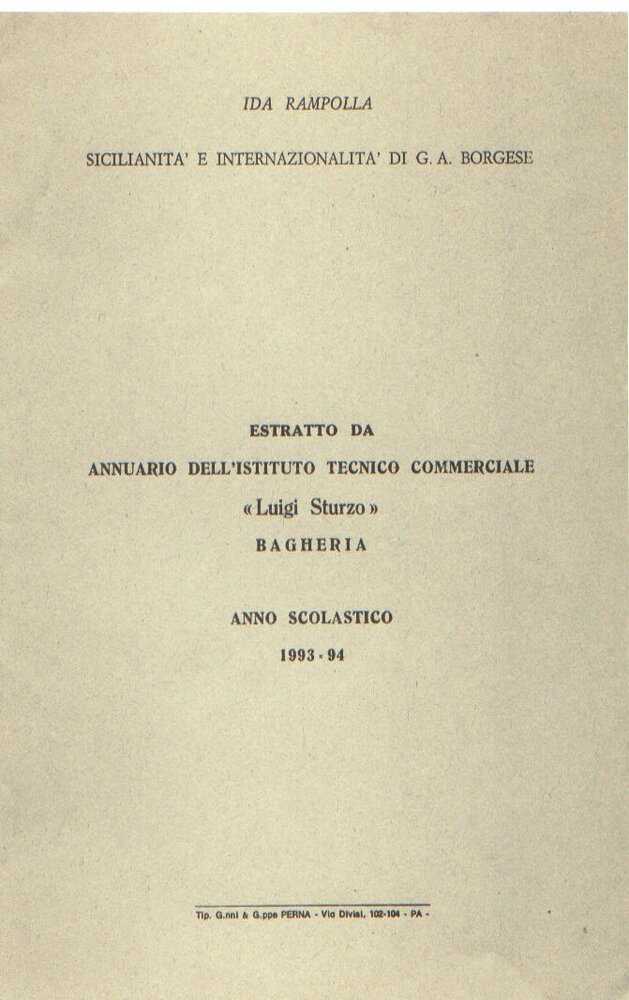 IDA RAMPOLLA
SICILIANITA' E INTERNAZIONALITA' DI G. A. BORGESE
ESTRATTO DA
ANNUARIO DELL'ISTITUTO TECNICO COMMERCIALE
«Luigi Sturzo»
BAGHERIA
ANNO SCOLASTICO
1993-94
Tip. G.nni & G.ppe PERNA - Via Divisi, 102-104 - PA -